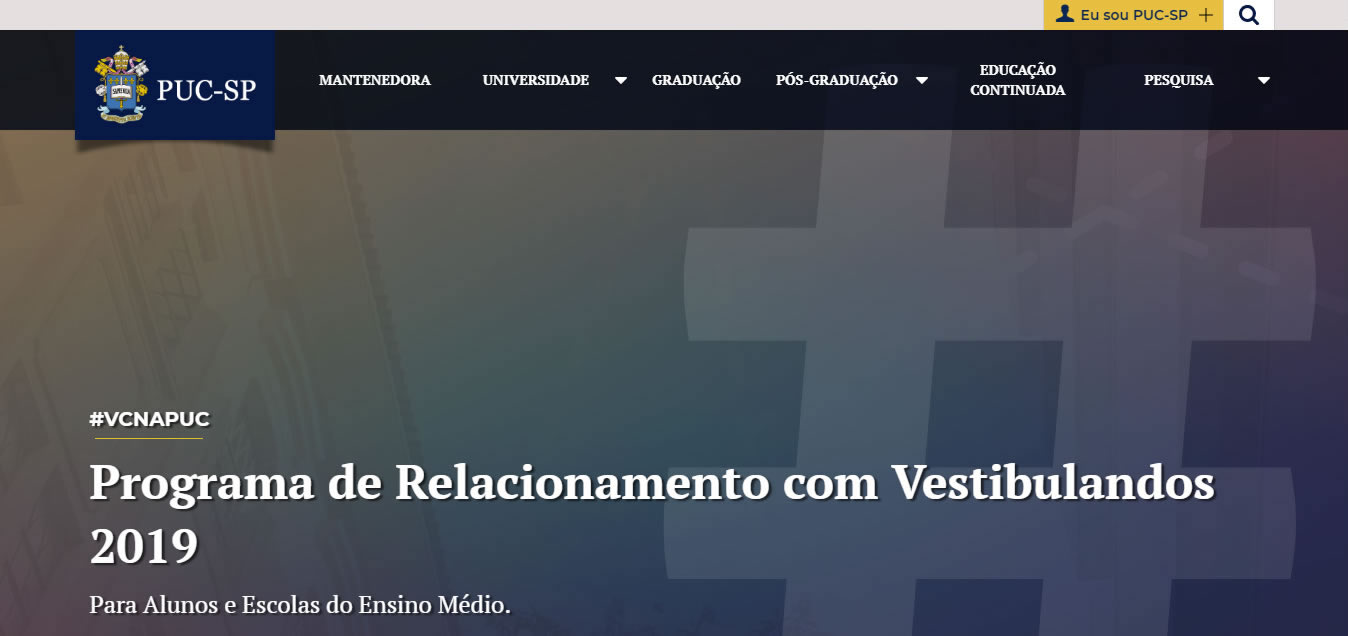 Eu sou PUC-SP
PUC-SP
MANTENEDORA
UNIVERSIDADE
GRADUAÇÃO
PÓS-GRADUAÇÃO
EDUCAÇÃO
CONTINUADA
PESQUISA
#VCNAPUC
Programa de Relacionamento com Vestibulandos
2019
Para Alunos e Escolas do Ensino Médio.